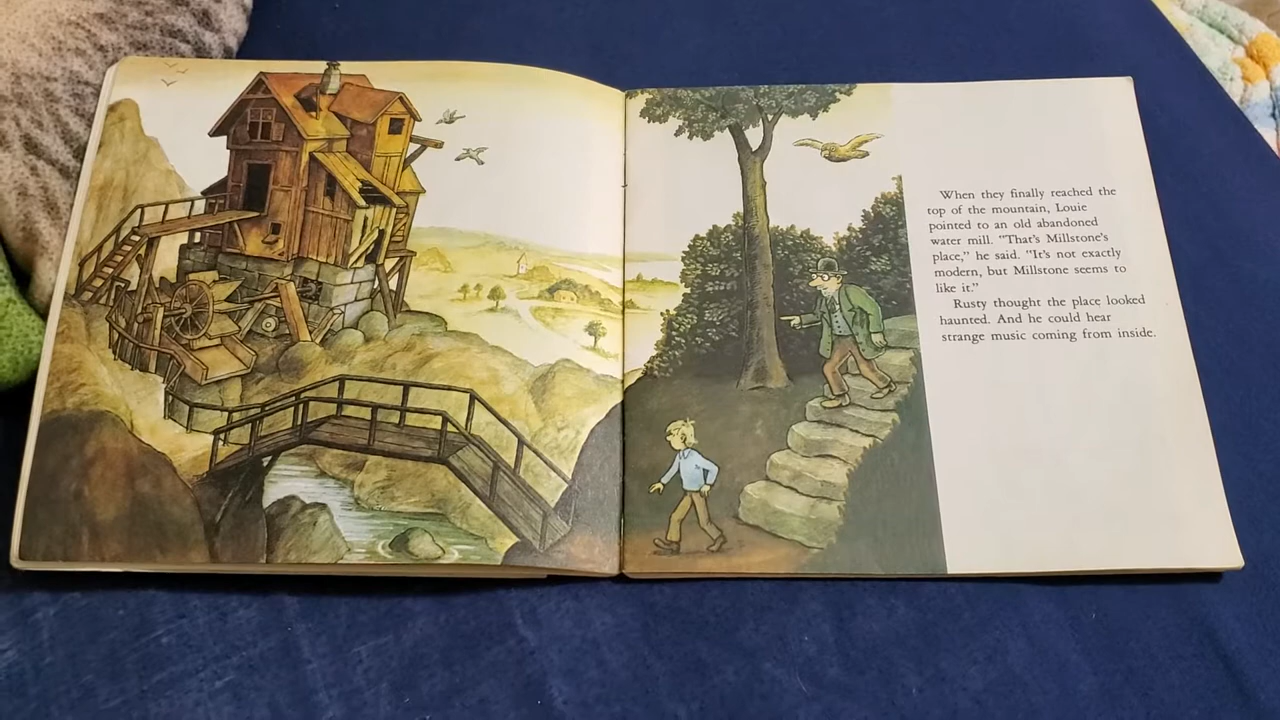 When they finally reached the
top of the mountain, Louie
pointed to an old abandoned
water mill. "That's Millstone's
place," he said. "It's not exactly
modern, but Millstone seems to
like it."
Rusty thought the place looked
haunted. And he could hear
strange music coming from inside.